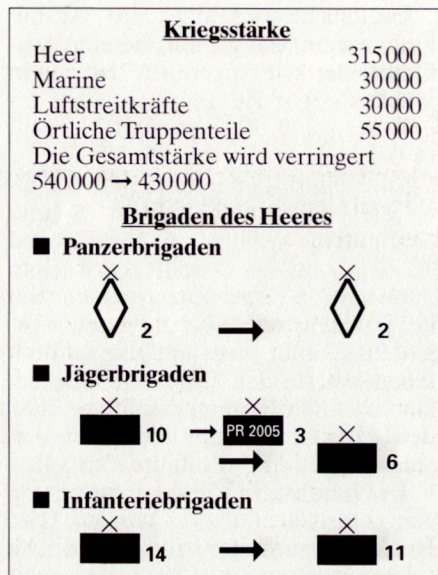 Kriegsstärke
Heer 315 000
Marine 30 000
Luftstreitkräfte 30 000
Örtliche Truppenteile 55 000
Die Gesamtstärke wird verringert
540 000 → 430 000
Brigaden des Heeres
■ Panzerbrigaden
2 → 2
■ Jägerbrigaden
10 → PR 2005 3
→ 6
■ Infanteriebrigaden
14 → 11